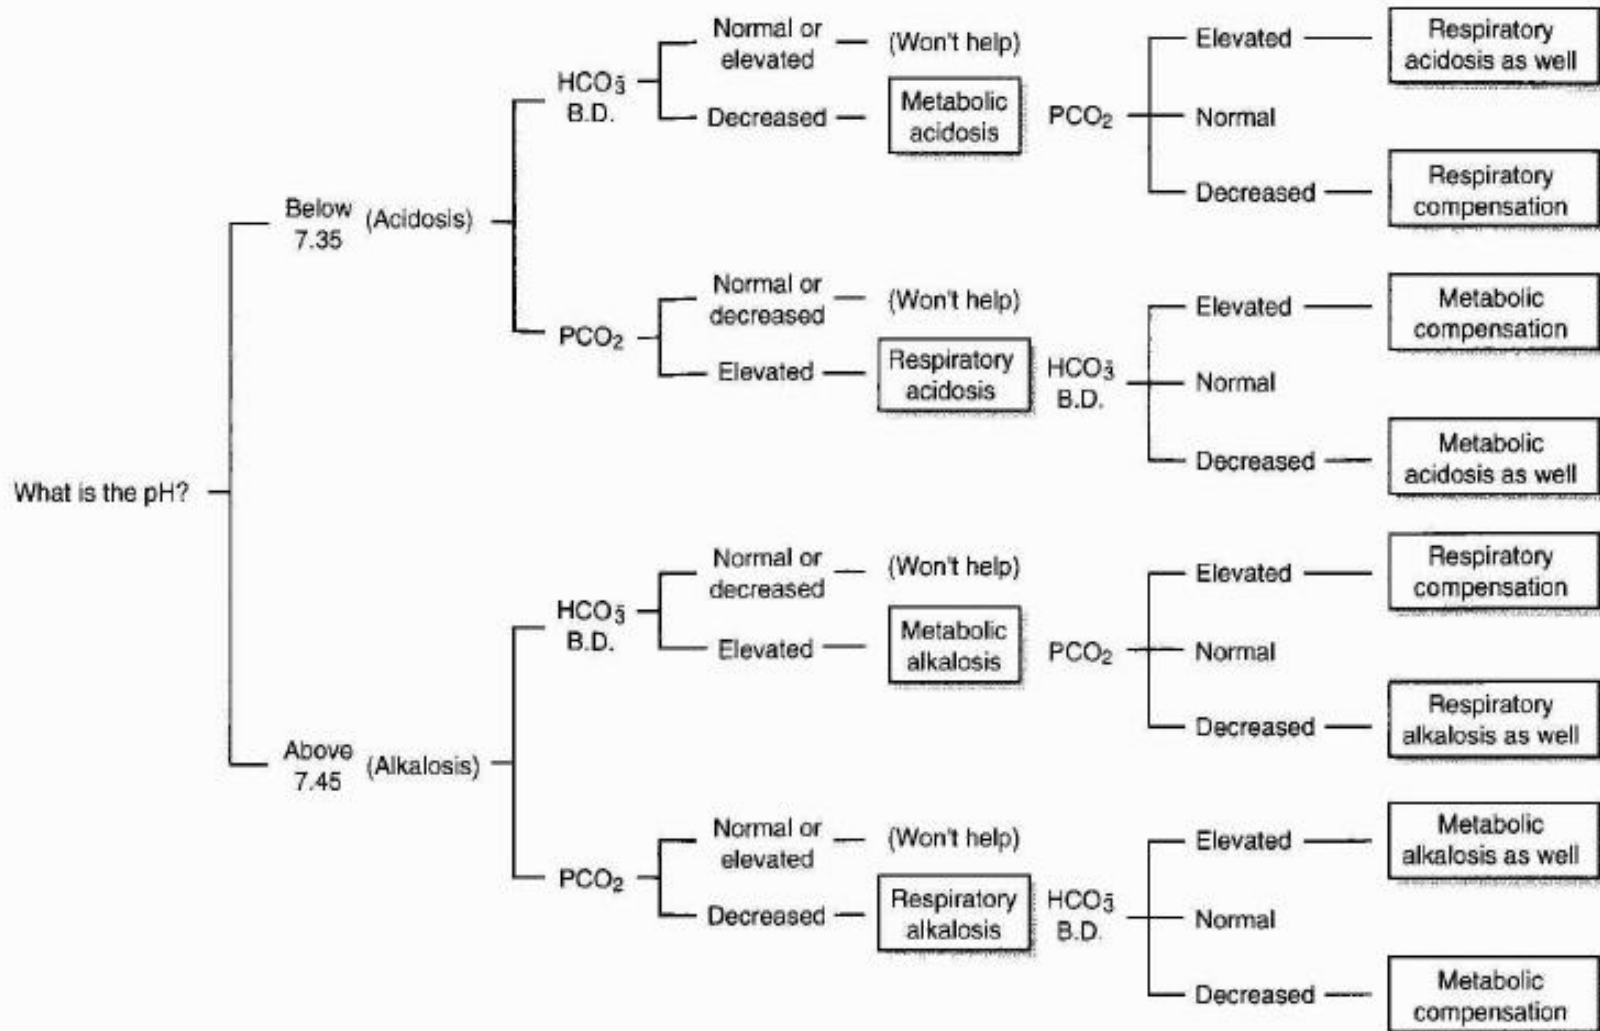 What is the pH?
Below
7.35
(Acidosis)
HCO₃⁻
B.D.
Normal or
elevated
(Won't help)
Decreased
Metabolic
acidosis
PCO₂
Elevated
Respiratory
acidosis as well
Normal
Decreased
Respiratory
compensation
PCO₂
Normal or
decreased
(Won't help)
Elevated
Respiratory
acidosis
HCO₃⁻
B.D.
Elevated
Metabolic
compensation
Normal
Decreased
Metabolic
acidosis as well
Above
7.45
(Alkalosis)
HCO₃⁻
B.D.
Normal or
decreased
(Won't help)
Elevated
Metabolic
alkalosis
PCO₂
Elevated
Respiratory
compensation
Normal
Decreased
Respiratory
alkalosis as well
PCO₂
Normal or
elevated
(Won't help)
Decreased
Respiratory
alkalosis
HCO₃⁻
B.D.
Elevated
Metabolic
alkalosis as well
Normal
Decreased
Metabolic
compensation